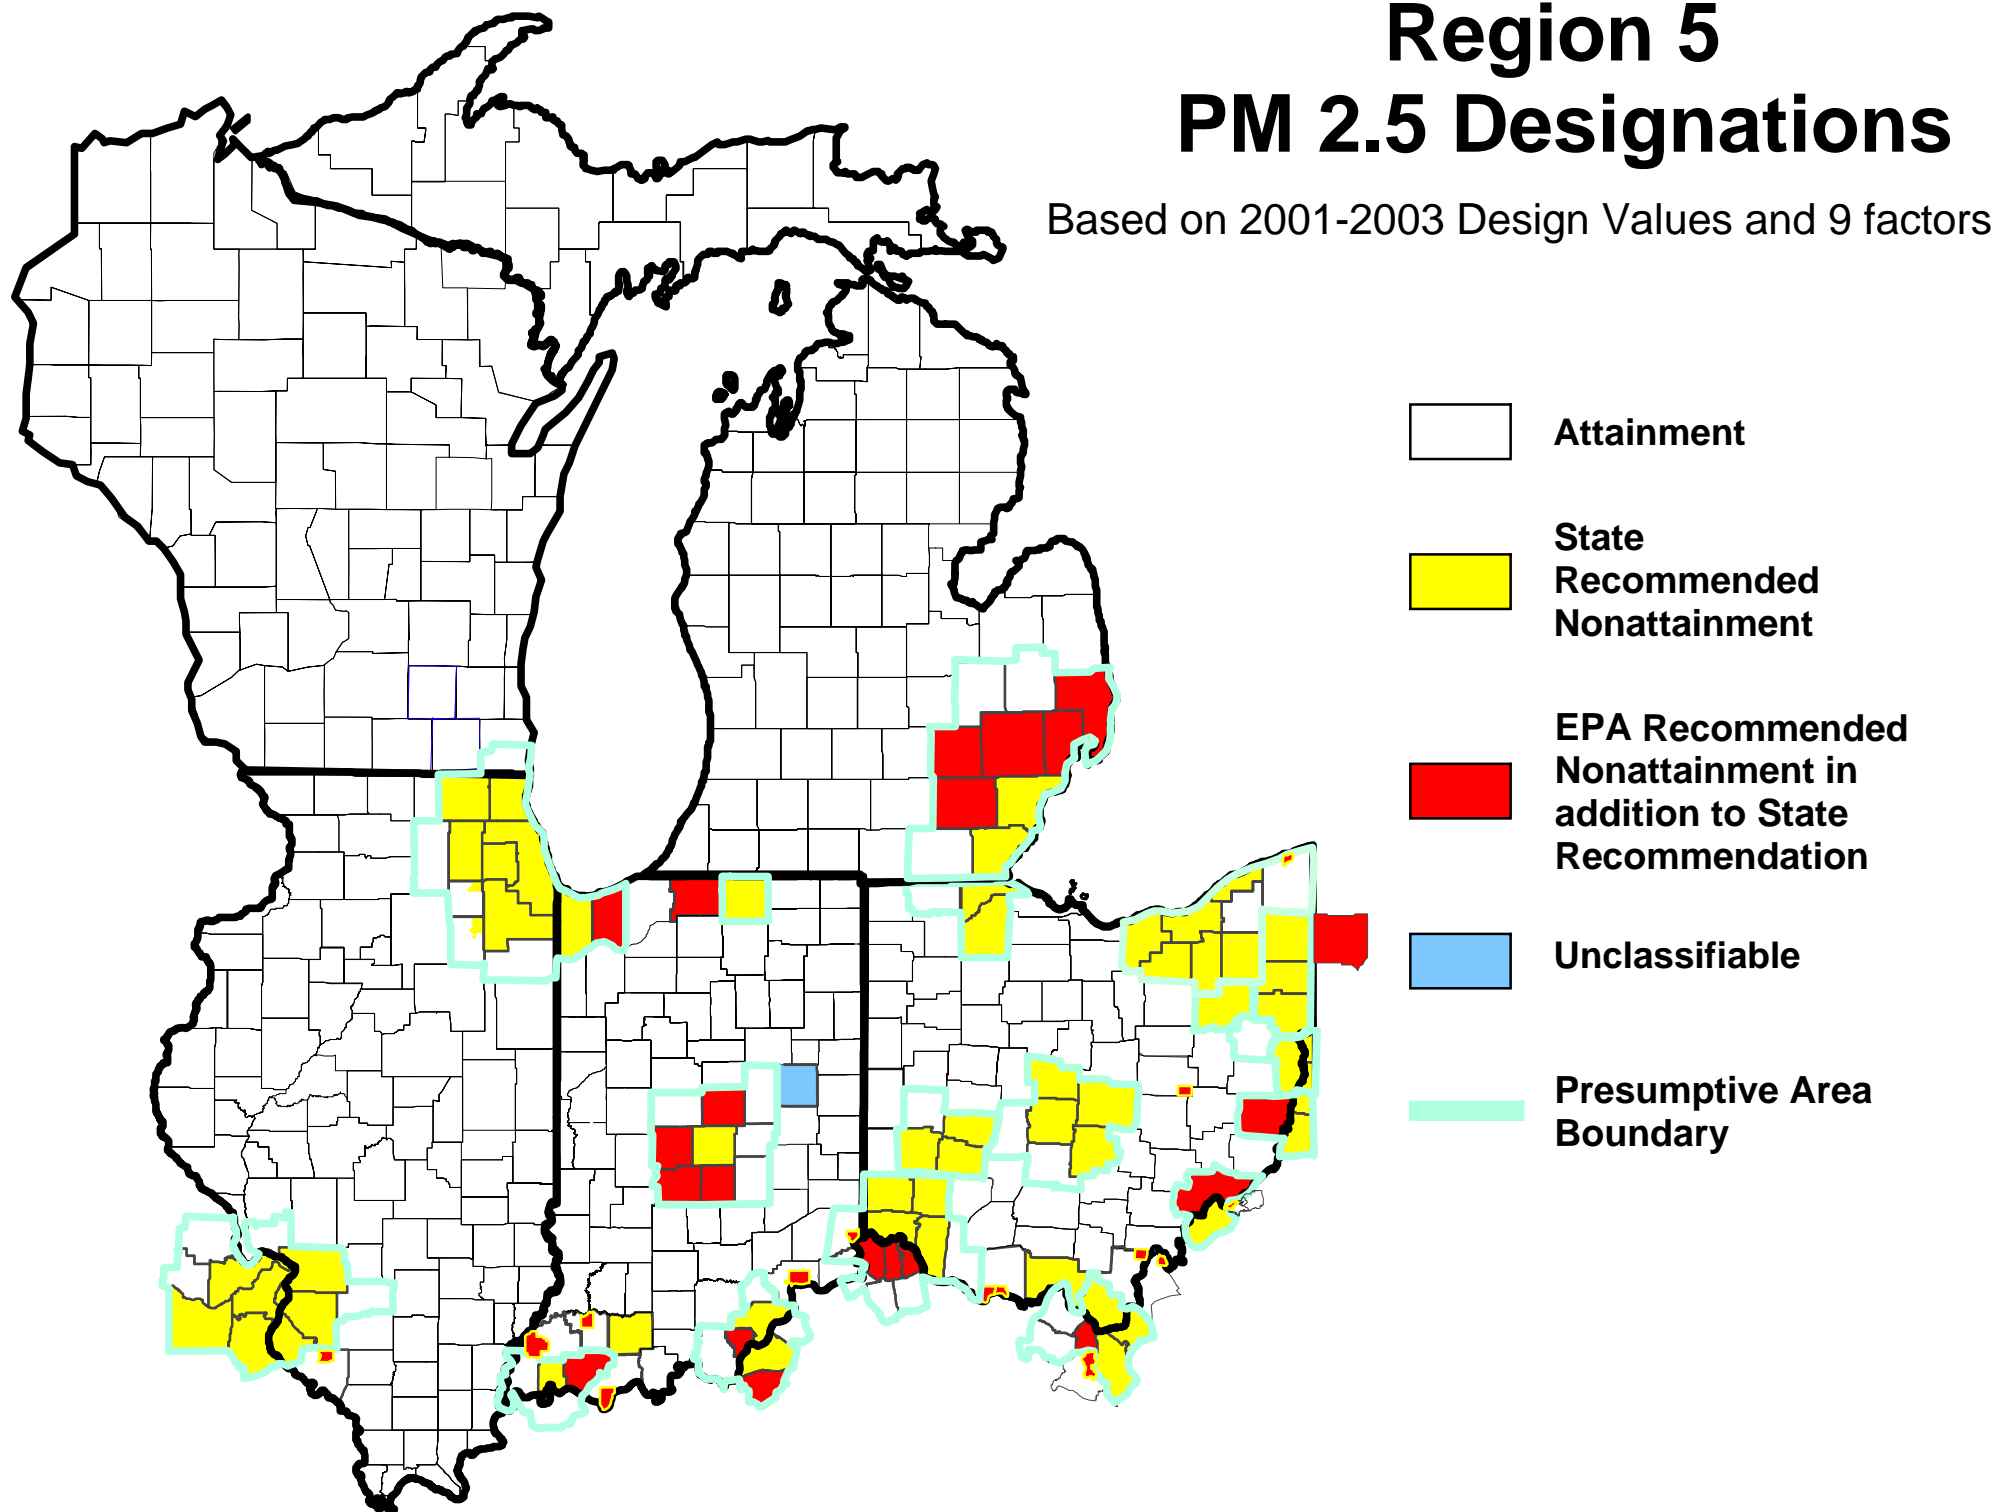 Region 5
PM 2.5 Designations
Based on 2001-2003 Design Values and 9 factors
Attainment
State
Recommended
Nonattainment
EPA Recommended
Nonattainment in
addition to State
Recommendation
Unclassifiable
Presumptive Area
Boundary